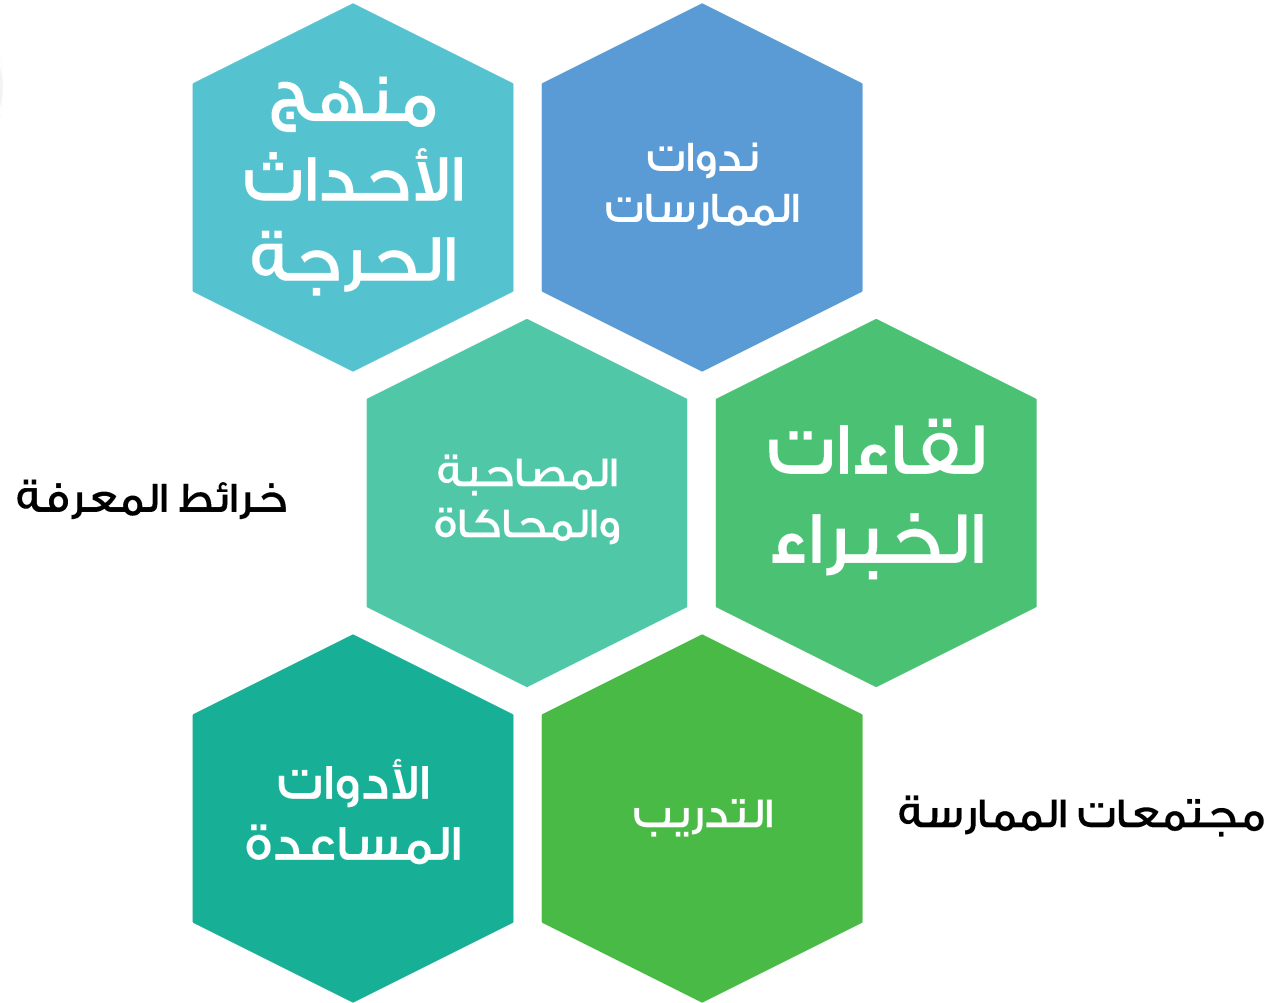 ندوات
الممارسات
منهج
الأحداث
الحرجة
لقاءات
الخبراء
المصاحبة
والمحاكاة
خرائط المعرفة
مجتمعات الممارسة
التدريب
الأدوات
المساعدة